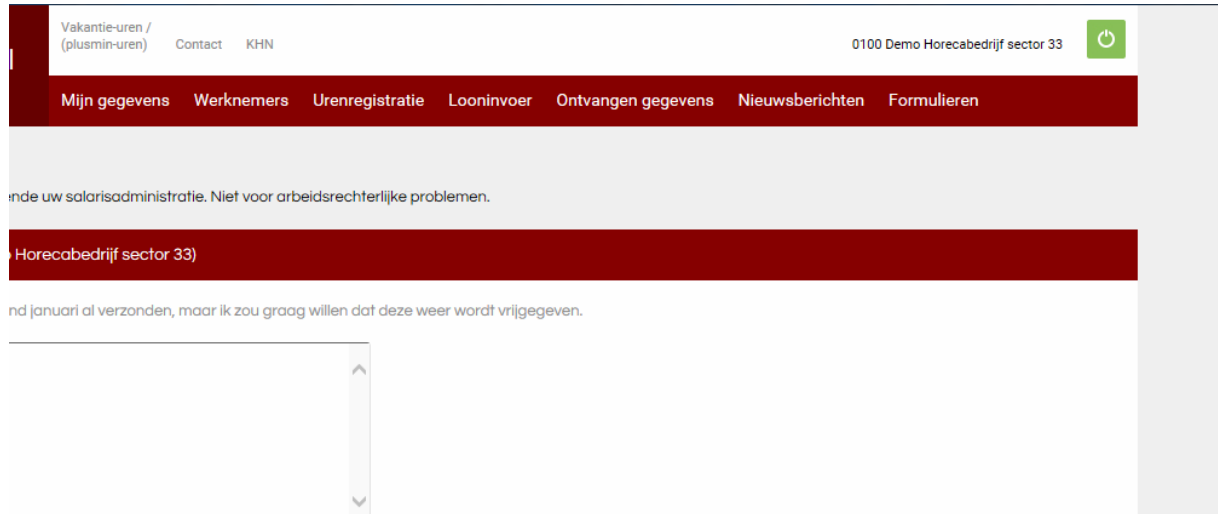 Vakantie-uren /
(plusmin-uren) Contact KHN
0100 Demo Horecabedrijf sector 33
Mijn gegevens Werknemers Urenregistratie Looninvoer Ontvangen gegevens Nieuwsberichten Formulieren
ende uw salarisadministratie. Niet voor arbeidsrechterlijke problemen.
Horecabedrijf sector 33)
nd januari al verzonden, maar ik zou graag willen dat deze weer wordt vrijgegeven.